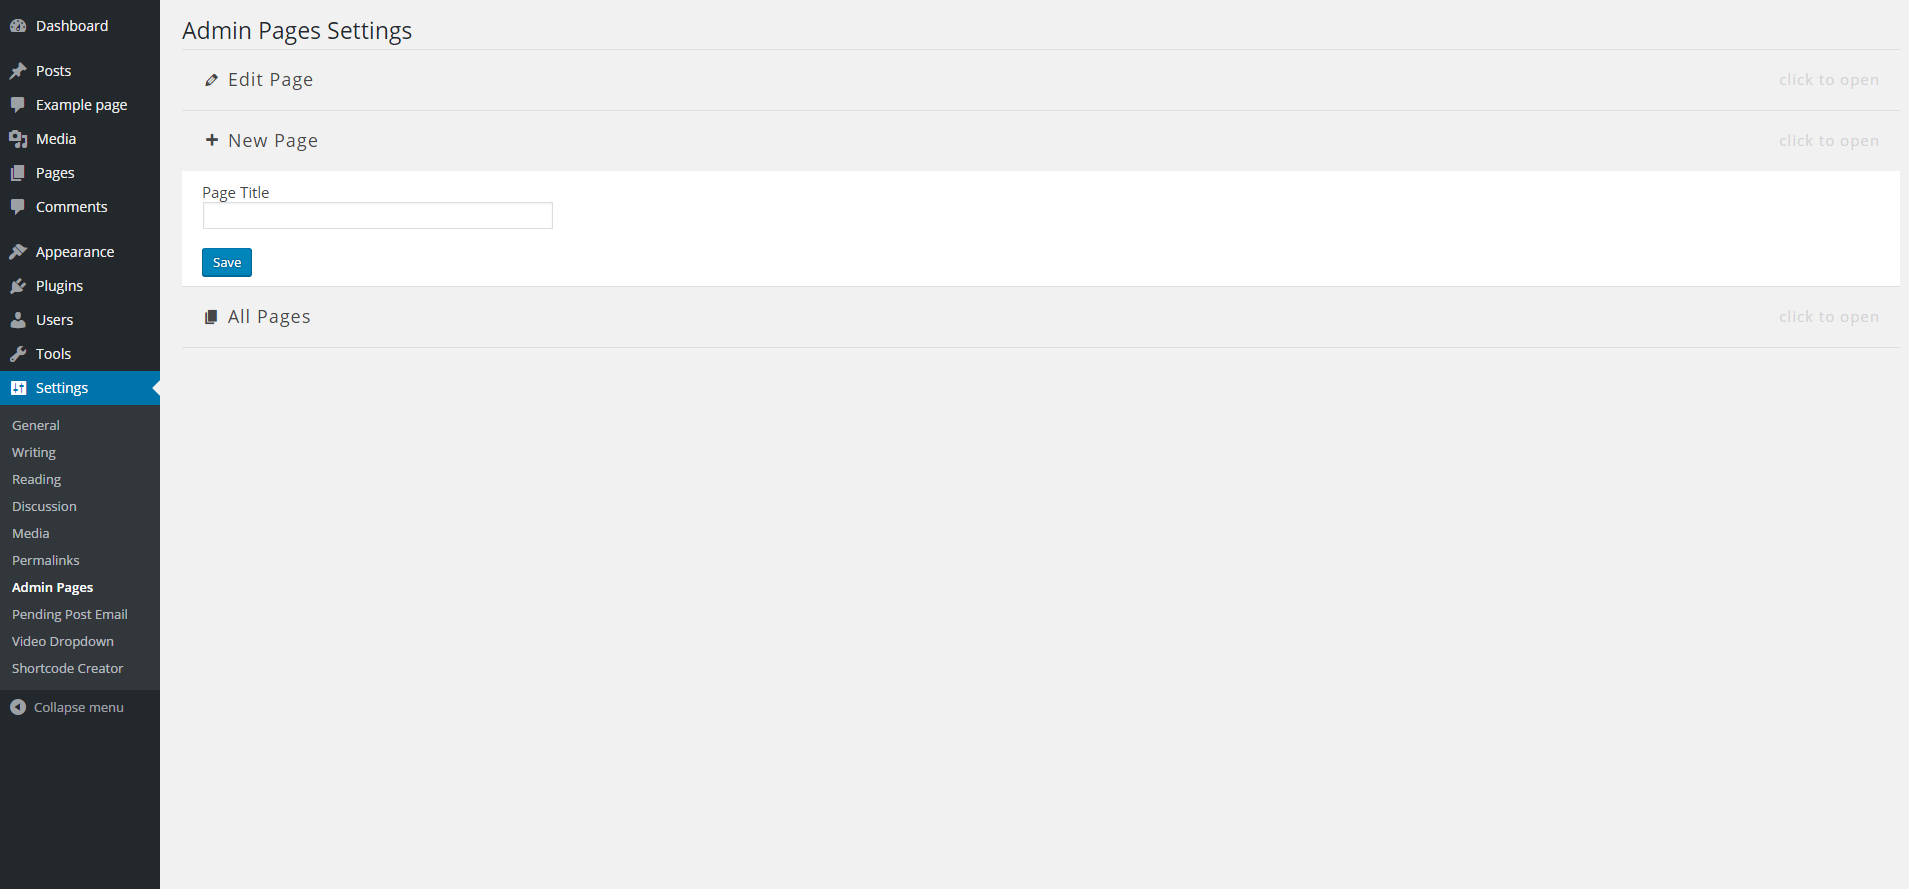 Dashboard
Posts
Example page
Media
Pages
Comments
Appearance
Plugins
Users
Tools
Settings
General
Writing
Reading
Discussion
Media
Permalinks
Admin Pages
Pending Post Email
Video Dropdown
Shortcode Creator
Collapse menu
Admin Pages Settings
Edit Page click to open
New Page click to open
Page Title
Save
All Pages click to open